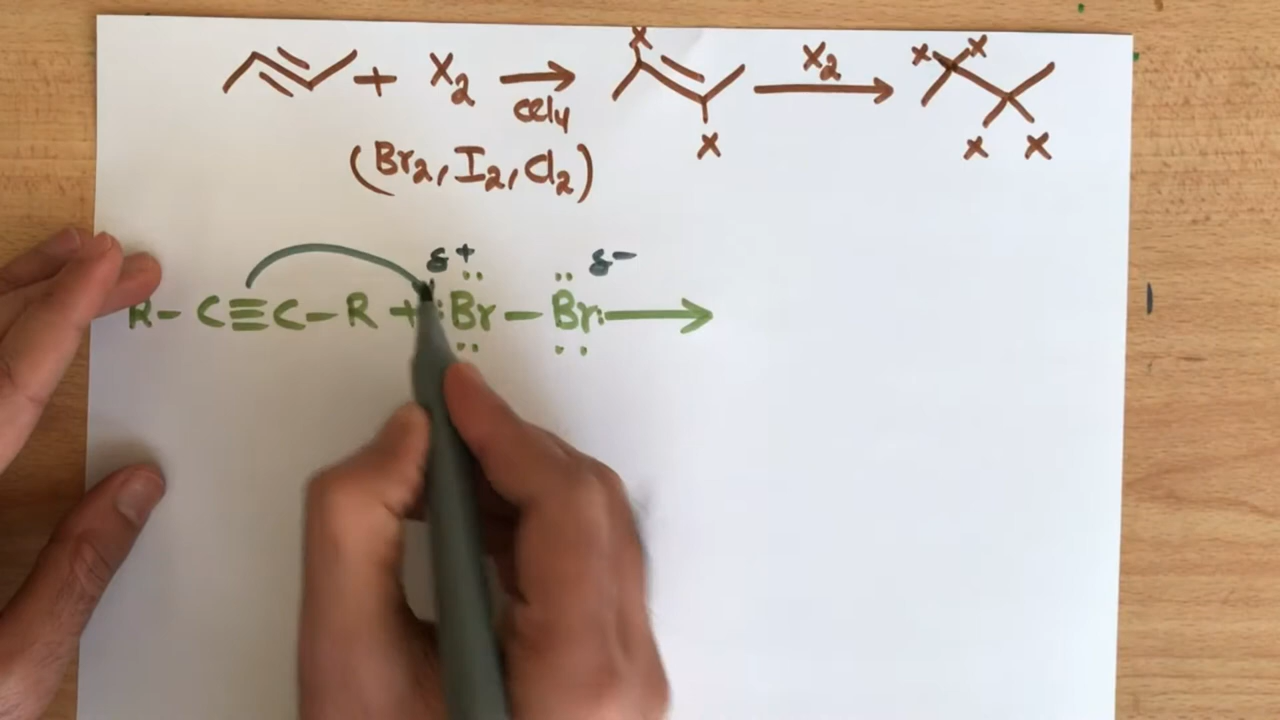 + X₂ → CCl₄ X X X₂ → X X X X
(Br₂, I₂, Cl₂)
δ+ δ−
R−C≡C−R + :Br−Br: →